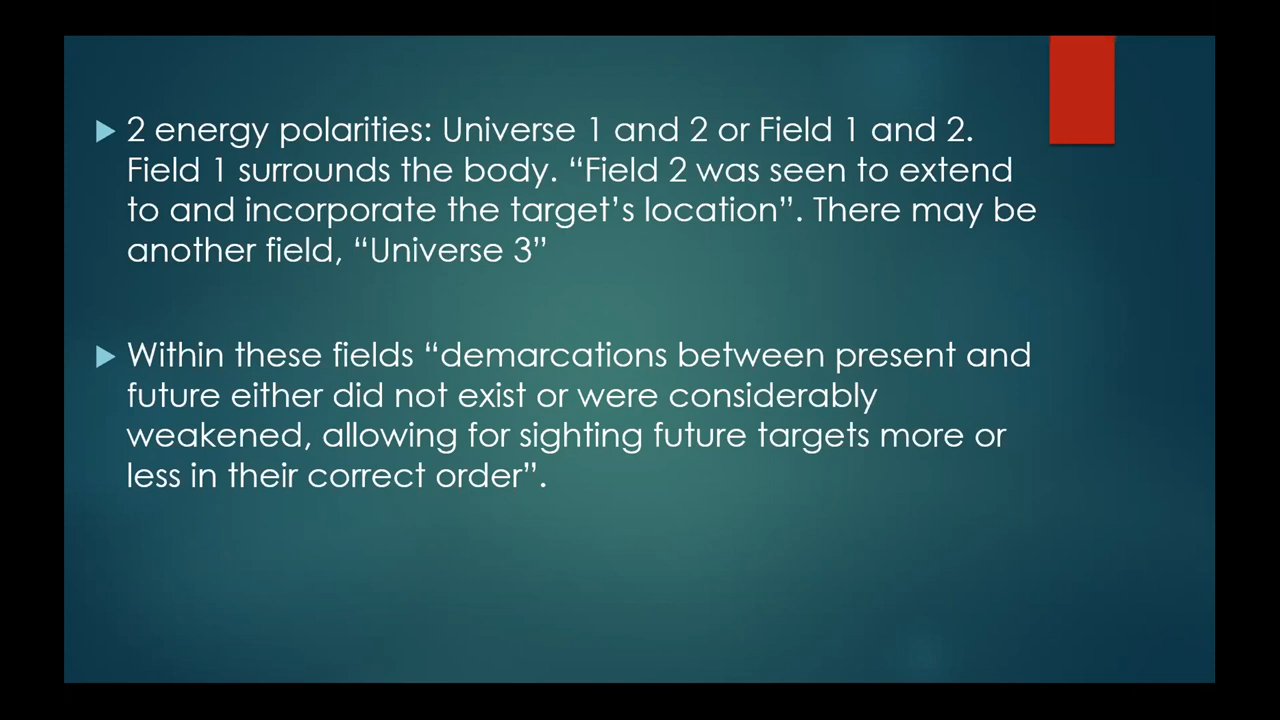 2 energy polarities: Universe 1 and 2 or Field 1 and 2.
Field 1 surrounds the body. “Field 2 was seen to extend
to and incorporate the target’s location”. There may be
another field, “Universe 3”
Within these fields “demarcations between present and
future either did not exist or were considerably
weakened, allowing for sighting future targets more or
less in their correct order”.